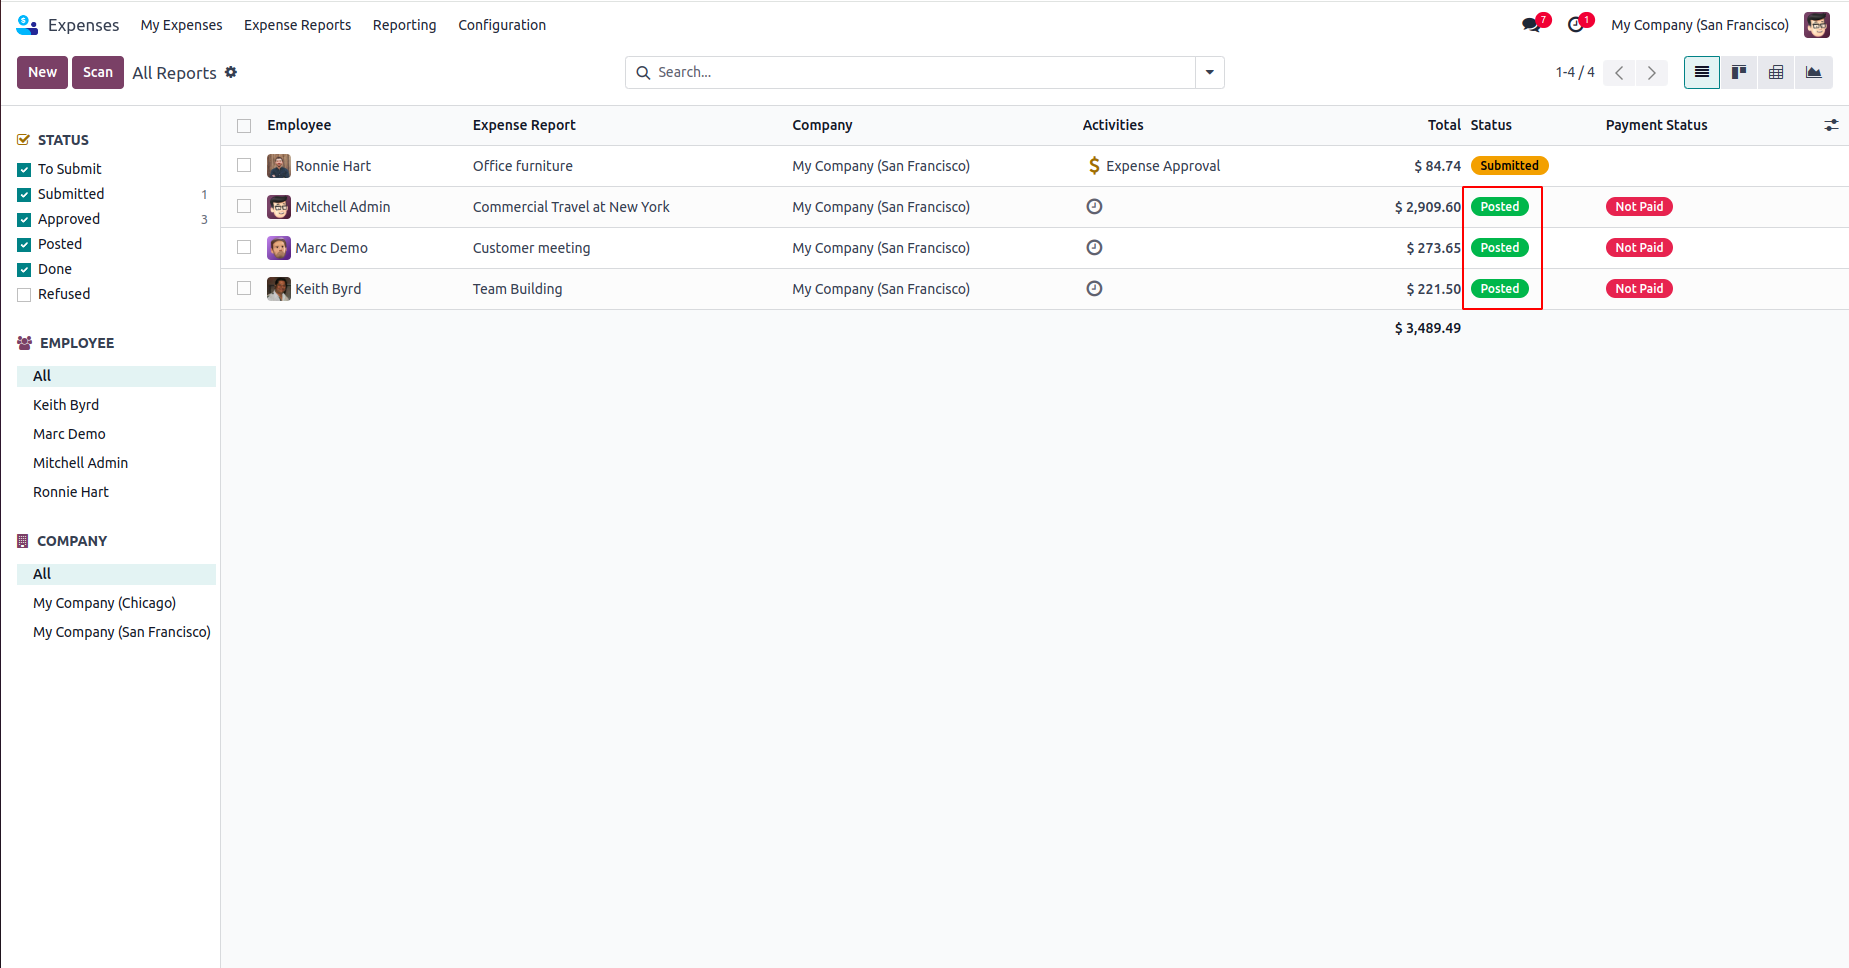 Expenses My Expenses Expense Reports Reporting Configuration 7 1 My Company (San Francisco)
New Scan All Reports Search... 1-4 / 4
STATUS
To Submit
Submitted 1
Approved 3
Posted
Done
Refused
EMPLOYEE
All
Keith Byrd
Marc Demo
Mitchell Admin
Ronnie Hart
COMPANY
All
My Company (Chicago)
My Company (San Francisco)
Employee Expense Report Company Activities Total Status Payment Status
Ronnie Hart Office furniture My Company (San Francisco) $ Expense Approval $ 84.74 Submitted
Mitchell Admin Commercial Travel at New York My Company (San Francisco) $ 2,909.60 Posted Not Paid
Marc Demo Customer meeting My Company (San Francisco) $ 273.65 Posted Not Paid
Keith Byrd Team Building My Company (San Francisco) $ 221.50 Posted Not Paid
$ 3,489.49